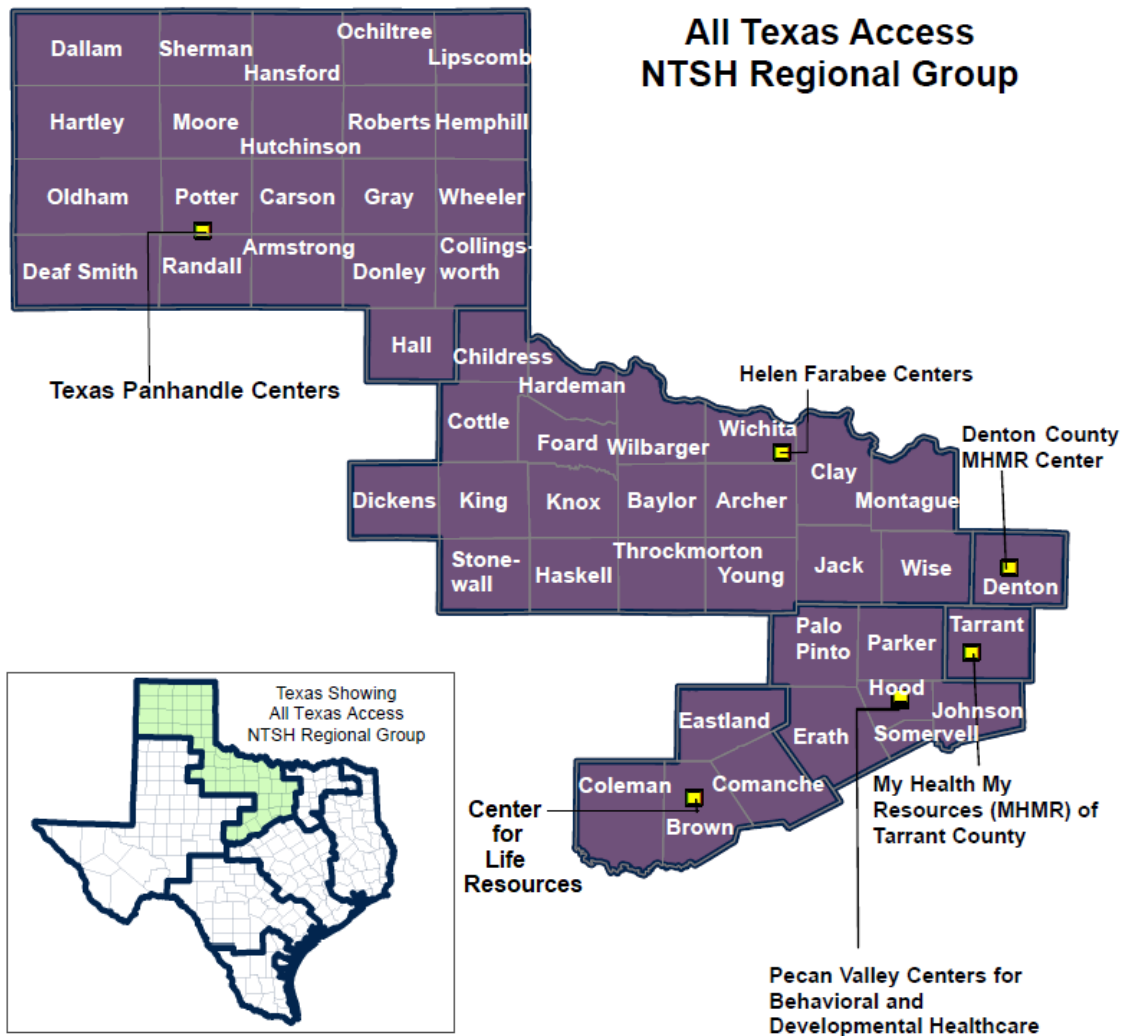 All Texas Access
NTSH Regional Group
Dallam
Sherman
Hansford
Ochiltree
Lipscomb
Hartley
Moore
Hutchinson
Roberts
Hemphill
Oldham
Potter
Carson
Gray
Wheeler
Deaf Smith
Randall
Armstrong
Donley
Collings-
worth
Hall
Childress
Texas Panhandle Centers
Hardeman
Helen Farabee Centers
Cottle
Foard
Wilbarger
Wichita
Clay
Montague
Denton County
MHMR Center
Dickens
King
Knox
Baylor
Archer
Stone-
wall
Haskell
Throckmorton
Young
Jack
Wise
Denton
Palo
Pinto
Parker
Tarrant
Hood
Johnson
Somervell
Erath
Eastland
Comanche
Coleman
Brown
Center
for
Life
Resources
My Health My
Resources (MHMR) of
Tarrant County
Pecan Valley Centers for
Behavioral and
Developmental Healthcare
Texas Showing
All Texas Access
NTSH Regional Group